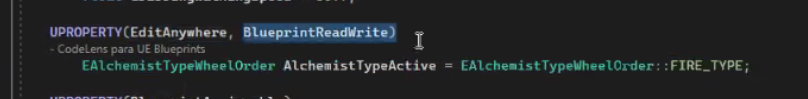 UPROPERTY(EditAnywhere, BlueprintReadWrite)
- CodeLens para UE Blueprints
EAlchemistTypeWheelOrder AlchemistTypeActive = EAlchemistTypeWheelOrder::FIRE_TYPE;